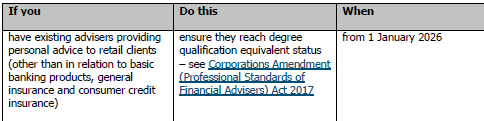 If you
Do this
When
have existing advisers providing
personal advice to retail clients
(other than in relation to basic
banking products, general
insurance and consumer credit
insurance)
ensure they reach degree
qualification equivalent status
– see Corporations Amendment
(Professional Standards of
Financial Advisers) Act 2017
from 1 January 2026